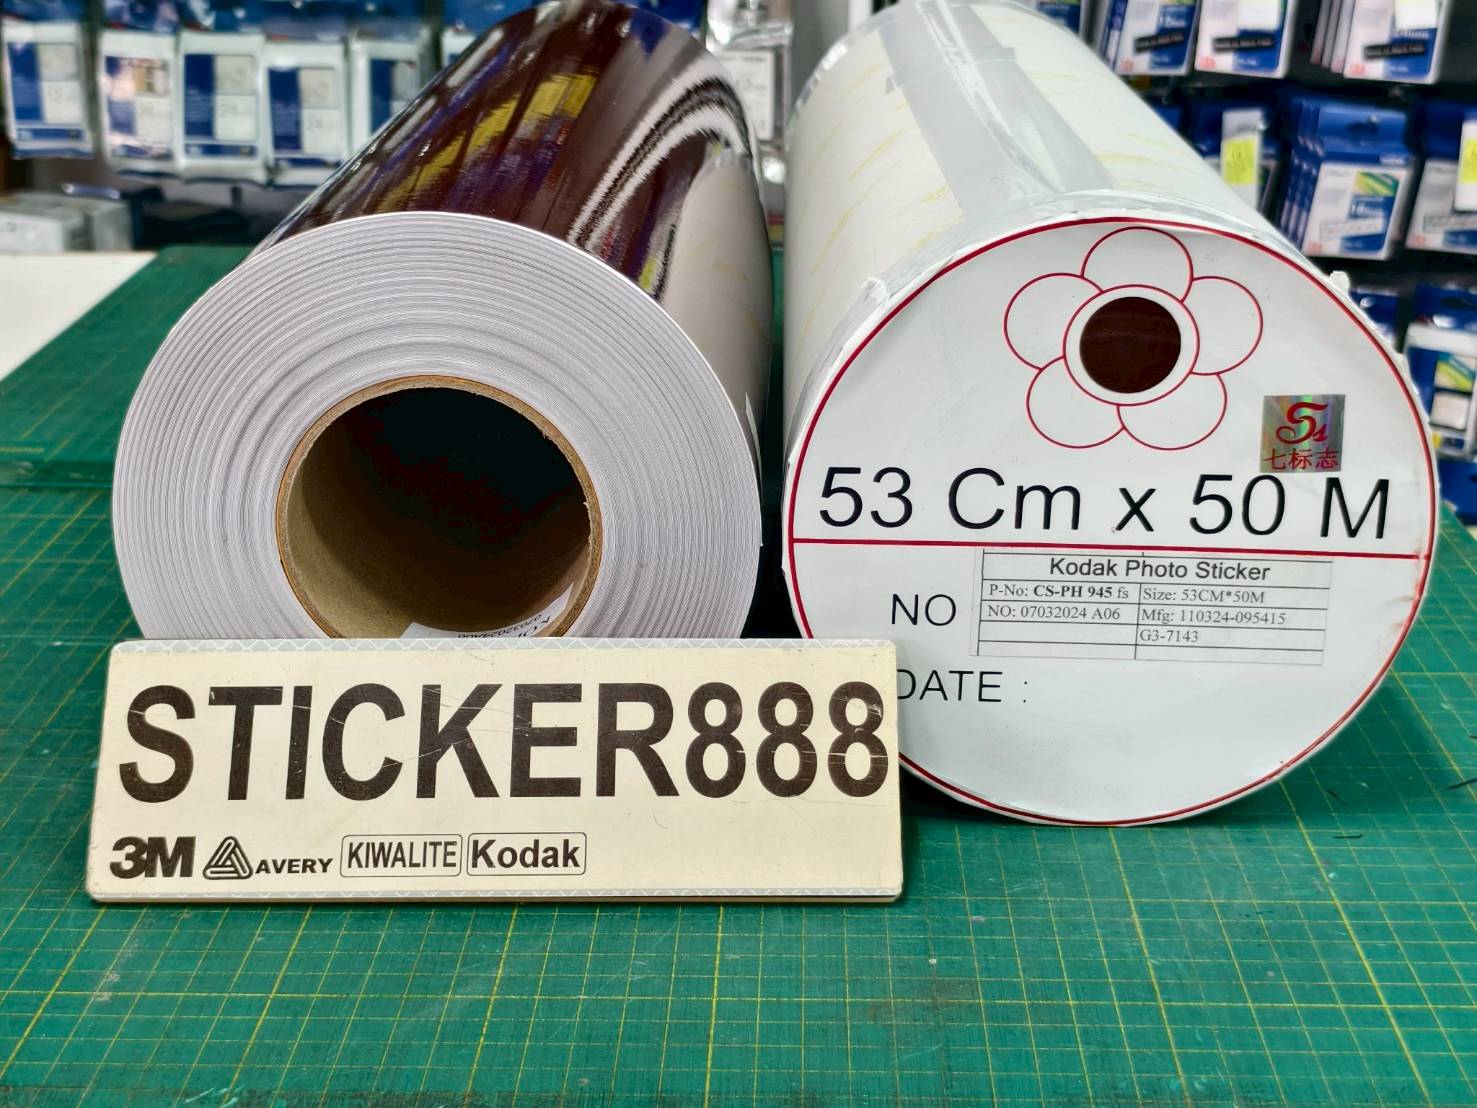 S
七标志
53 Cm x 50 M
Kodak Photo Sticker
P-No: CS-PH 945 fs Size: 53CM*50M
NO NO: 07032024 A06 Mfg: 110324-095415
G3-7143
DATE :
STICKER888
3M AVERY KIWALITE Kodak